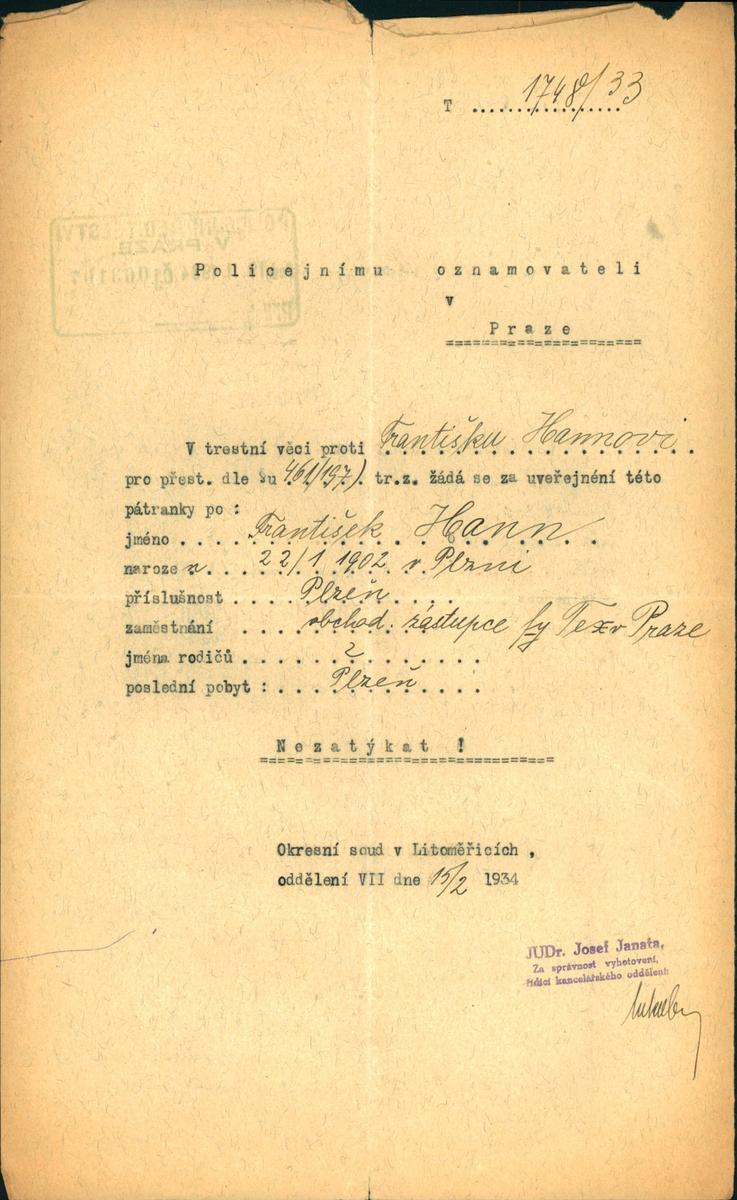 T 1748/33
Policejnímu oznamovateli
v
Praze
V trestní věci proti Františku Hannovi
pro přest. dle §u 461/197) tr.z. žádá se za uveřejnění této
pátranky po :
jméno . . . František Hann
narozen . . . 22/1 1902 v Plzni
příslušnost . . . . Plzeň
zaměstnání . . . . obchod. zástupce fy Tex v Praze
jména rodičů . . . . ?
poslední pobyt : . . . Plzeň
Nezatýkat !
Okresní soud v Litoměřicích ,
oddělení VII dne 15/2 1934
JUDr. Josef Janata,
Za správnost vyhotovení,
řídící kancelářského oddělení: